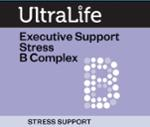 UltraLife
Executive Support
Stress
B Complex
B
STRESS SUPPORT